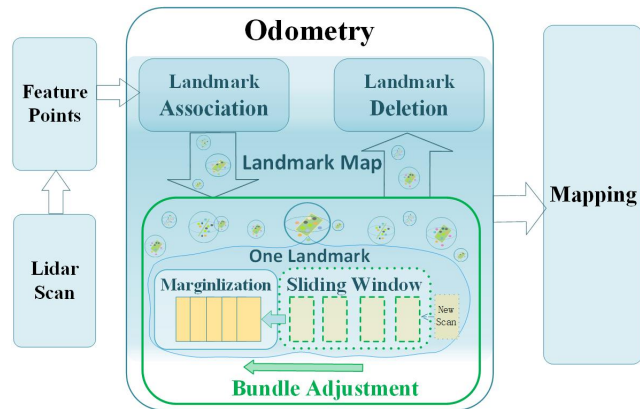 Odometry
Feature
Points
Landmark
Association
Landmark
Deletion
Landmark Map
Mapping
Lidar
Scan
One Landmark
Marginlization
Sliding Window
New
Scan
Bundle Adjustment